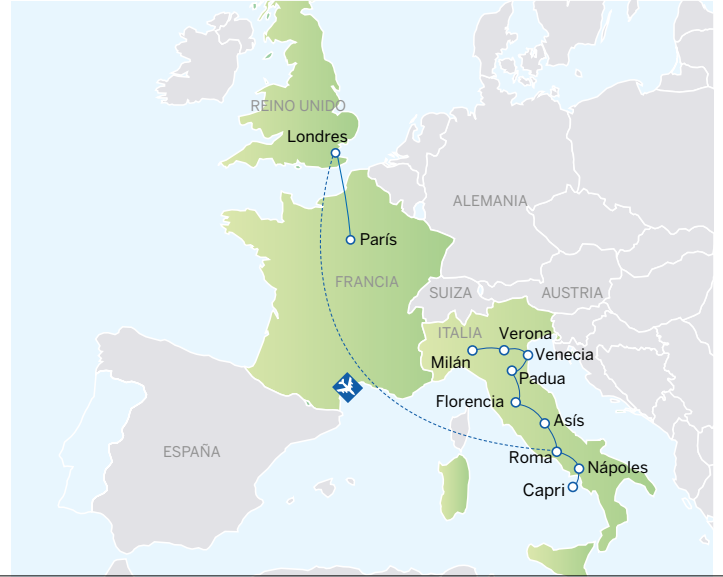 REINO UNIDO
Londres
ALEMANIA
París
FRANCIA
SUIZA
AUSTRIA
ITALIA
Verona
Milán
Venecia
Padua
Florencia
Asís
ESPAÑA
Roma
Nápoles
Capri